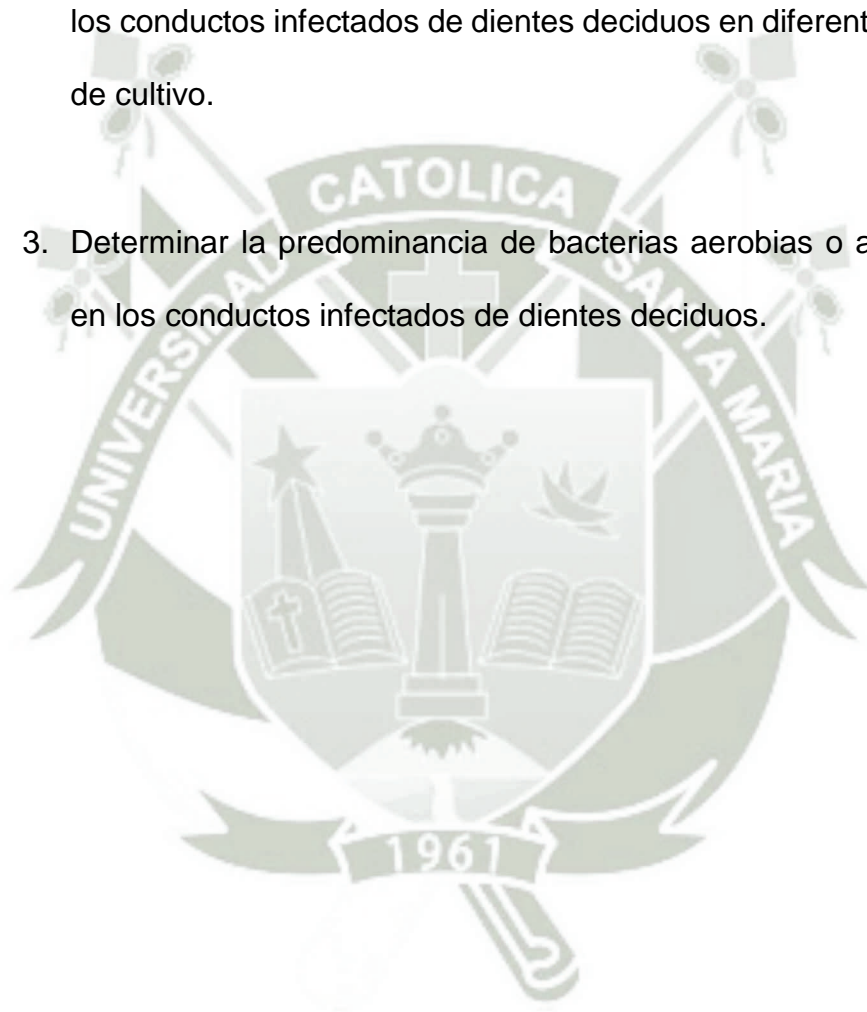 los conductos infectados de dientes deciduos en diferent
de cultivo.
CATOLICA
UNIVERSIDAD
SANTA MARIA
3. Determinar la predominancia de bacterias aerobias o a
en los conductos infectados de dientes deciduos.
1961